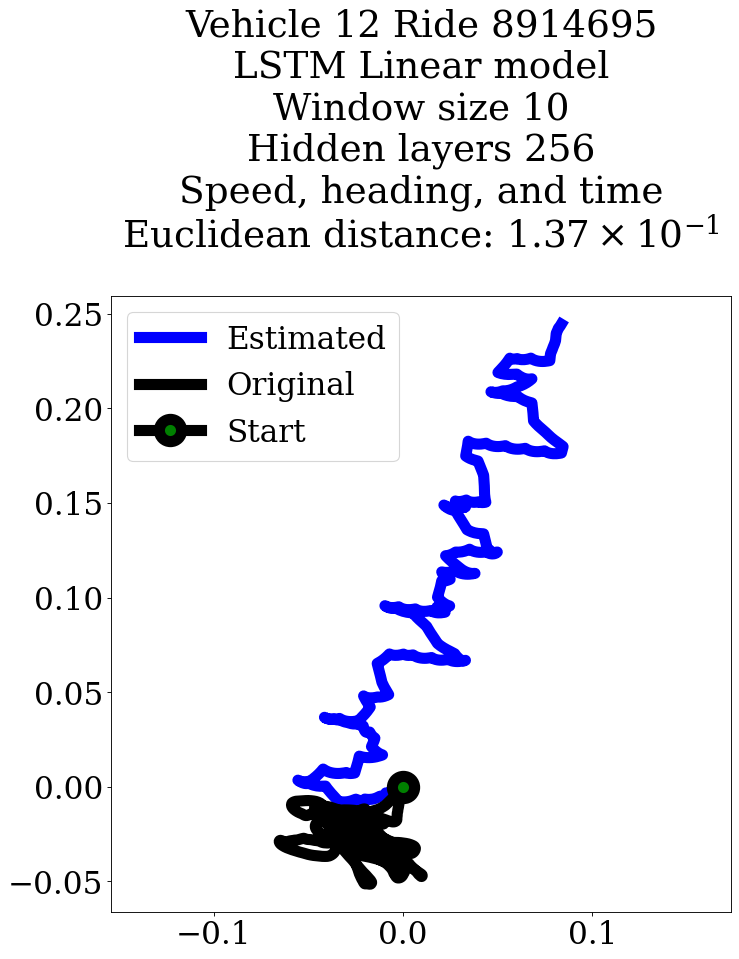 Vehicle 12 Ride 8914695
LSTM Linear model
Window size 10
Hidden layers 256
Speed, heading, and time
Euclidean distance: 1.37 × 10⁻¹
Estimated
Original
Start
0.25
0.20
0.15
0.10
0.05
0.00
−0.05
−0.1
0.0
0.1